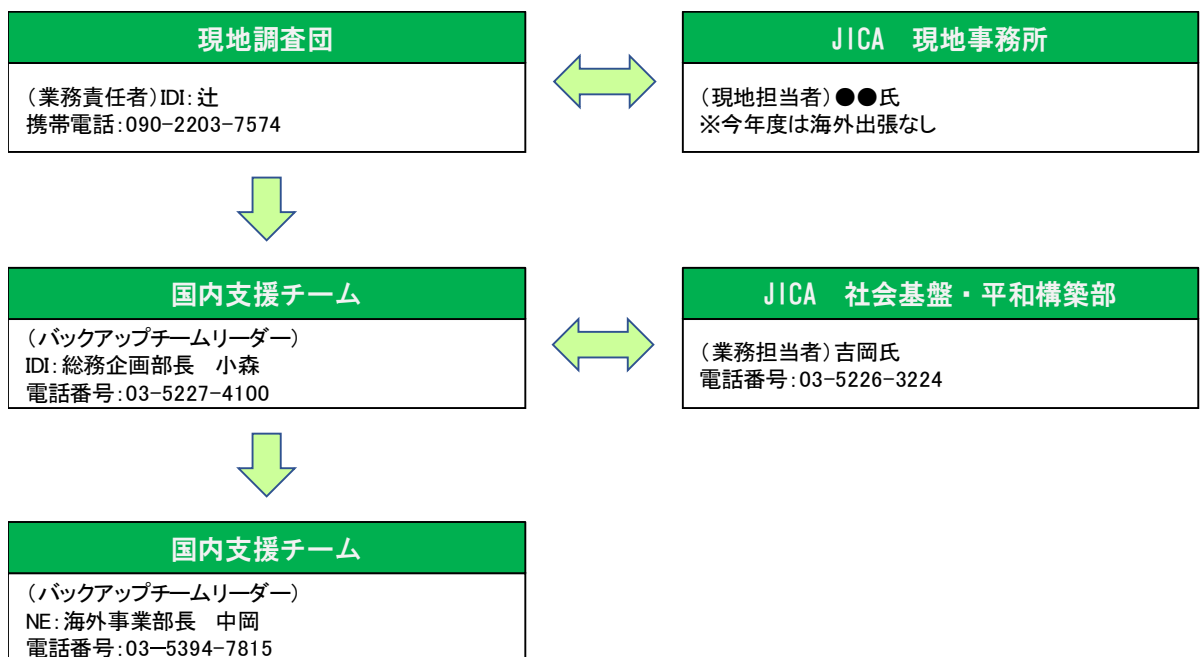 現地調査団
（業務責任者）IDI：辻
携帯電話：090-2203-7574
JICA　現地事務所
（現地担当者）●●氏
※今年度は海外出張なし
国内支援チーム
（バックアップチームリーダー）
IDI：総務企画部長　小森
電話番号：03-5227-4100
JICA　社会基盤・平和構築部
（業務担当者）吉岡氏
電話番号：03-5226-3224
国内支援チーム
（バックアップチームリーダー）
NE：海外事業部長　中岡
電話番号：03―5394-7815